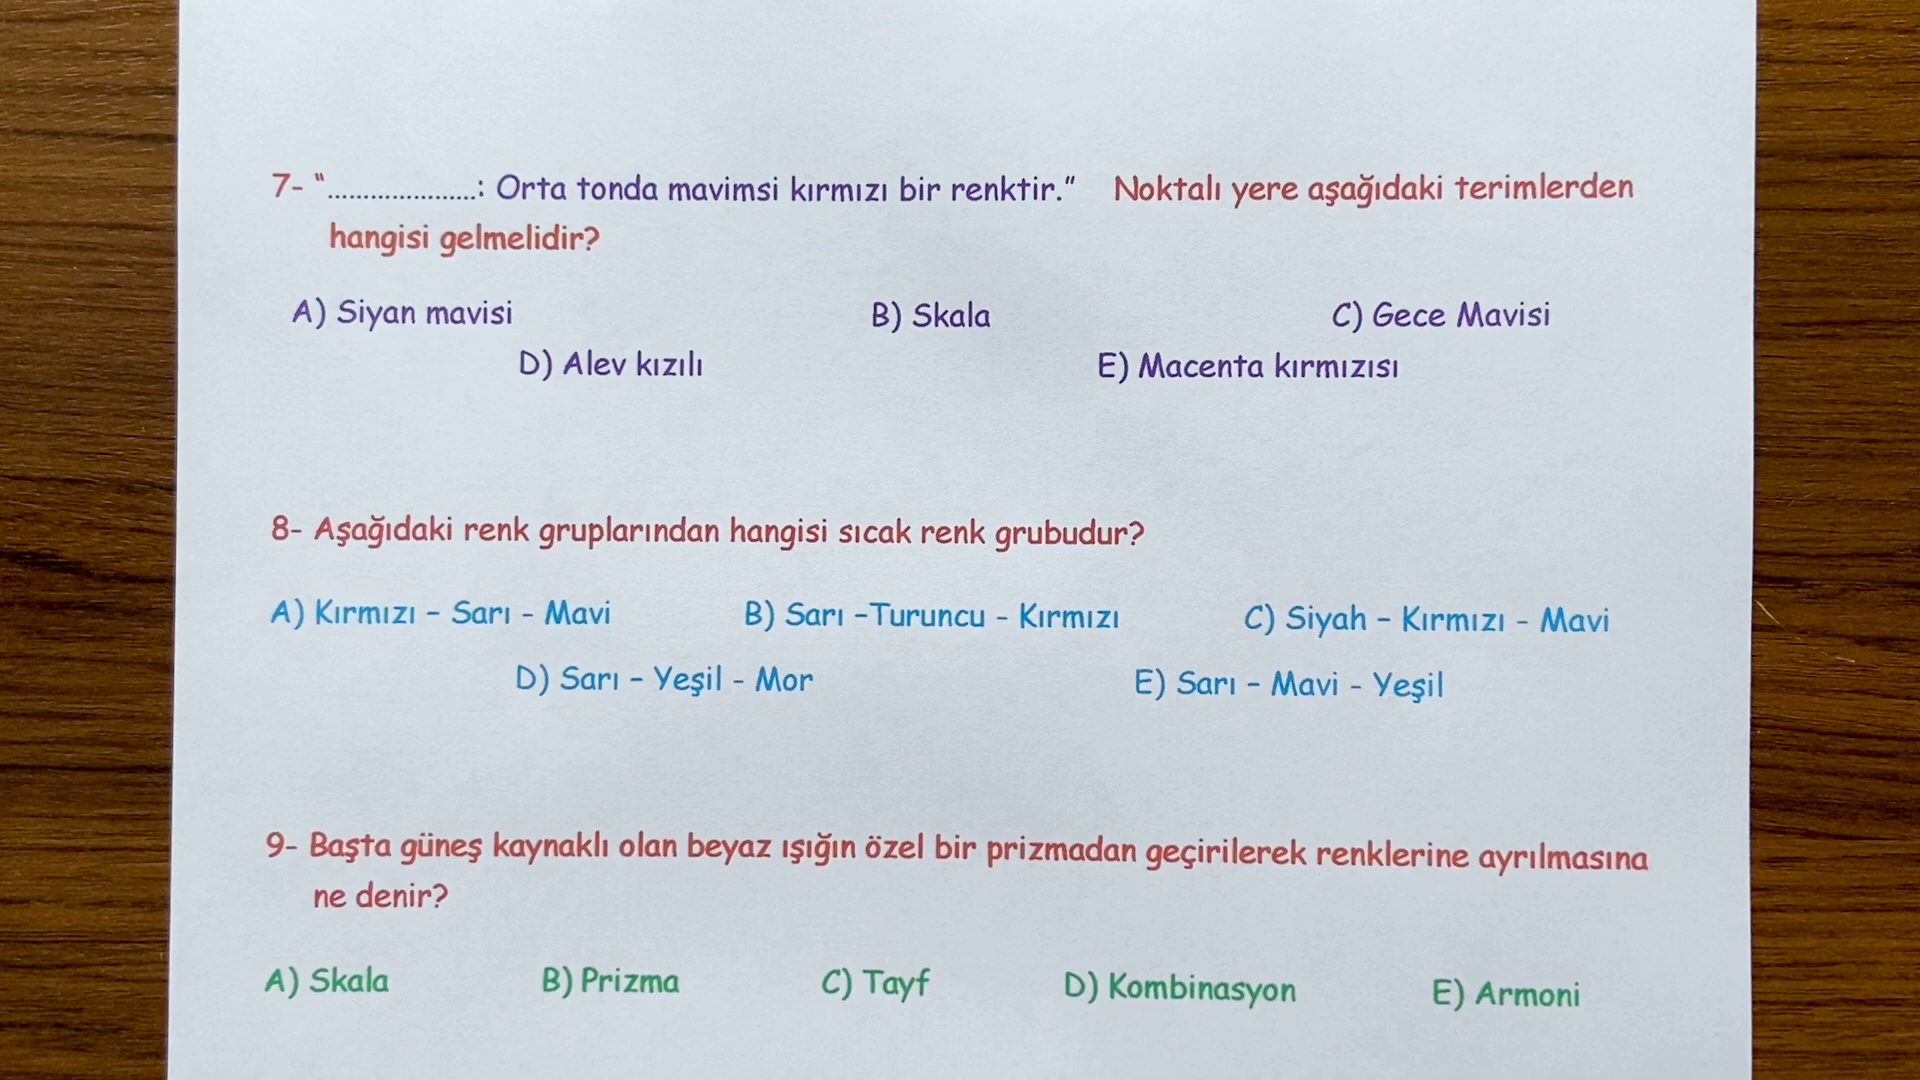 7- ".....................: Orta tonda mavimsi kırmızı bir renktir." Noktalı yere aşağıdaki terimlerden
hangisi gelmelidir?
A) Siyan mavisi B) Skala C) Gece Mavisi
D) Alev kızılı E) Macenta kırmızısı
8- Aşağıdaki renk gruplarından hangisi sıcak renk grubudur?
A) Kırmızı – Sarı - Mavi B) Sarı –Turuncu - Kırmızı C) Siyah – Kırmızı - Mavi
D) Sarı – Yeşil - Mor E) Sarı – Mavi - Yeşil
9- Başta güneş kaynaklı olan beyaz ışığın özel bir prizmadan geçirilerek renklerine ayrılmasına
ne denir?
A) Skala B) Prizma C) Tayf D) Kombinasyon E) Armoni